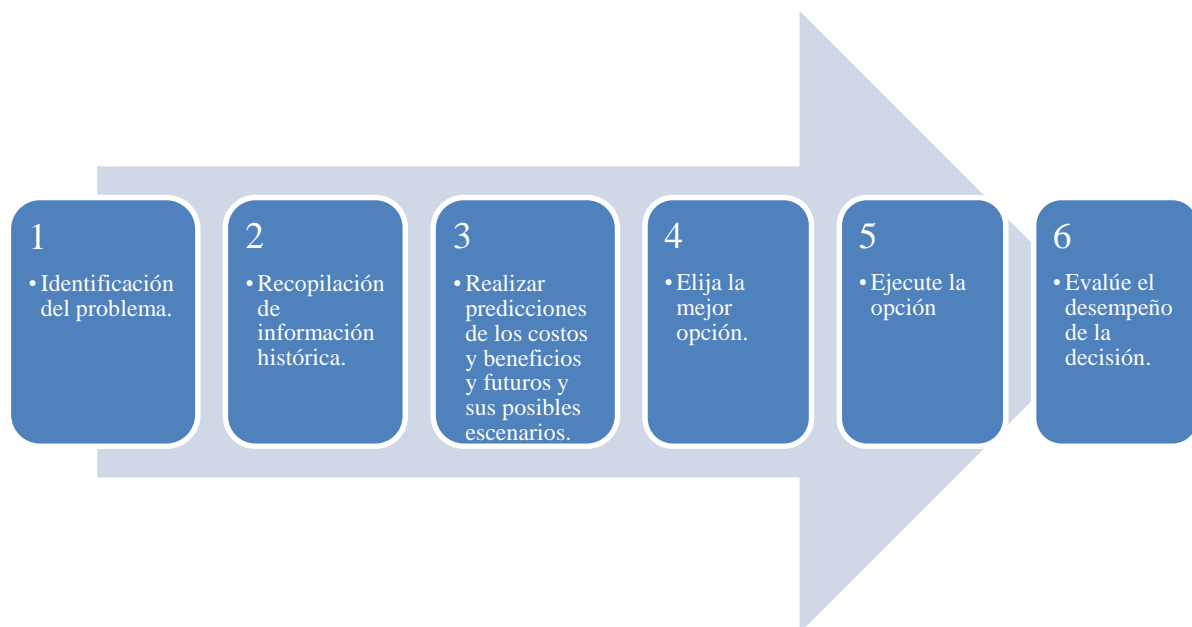 1
• Identificación
del problema.
2
• Recopilación
de
información
histórica.
3
• Realizar
predicciones
de los costos
y beneficios
y futuros y
sus posibles
escenarios.
4
• Elija la
mejor
opción.
5
• Ejecute la
opción
6
• Evalúe el
desempeño
de la
decisión.